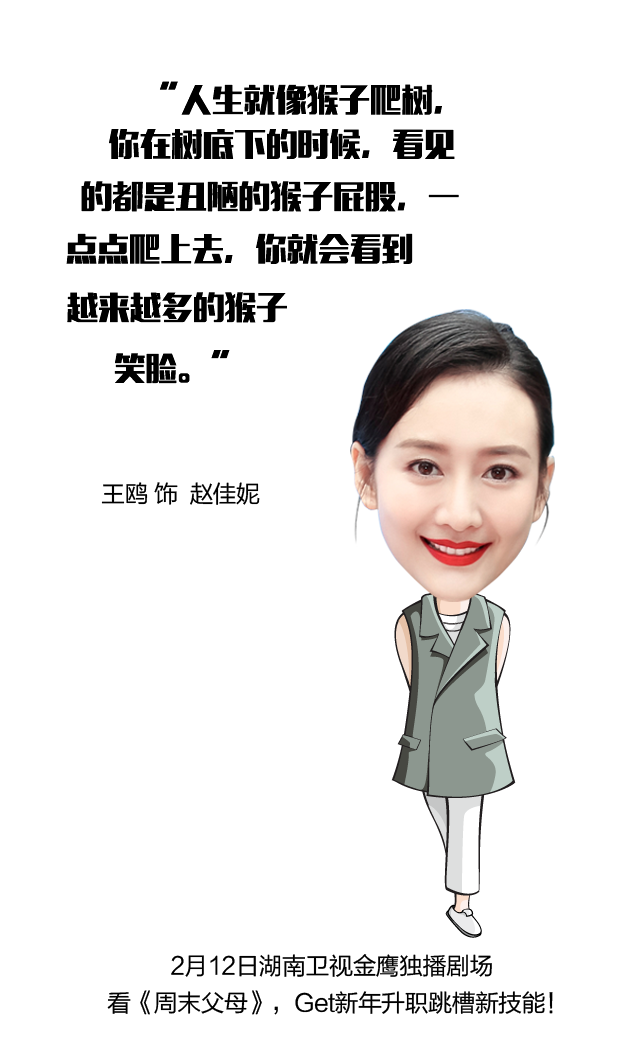 “人生就像猴子爬树，
你在树底下的时候，看见
的都是丑陋的猴子屁股，一
点点爬上去，你就会看到
越来越多的猴子
笑脸。”
王鸥 饰 赵佳妮
2月12日湖南卫视金鹰独播剧场
看《周末父母》，Get新年升职跳槽新技能！